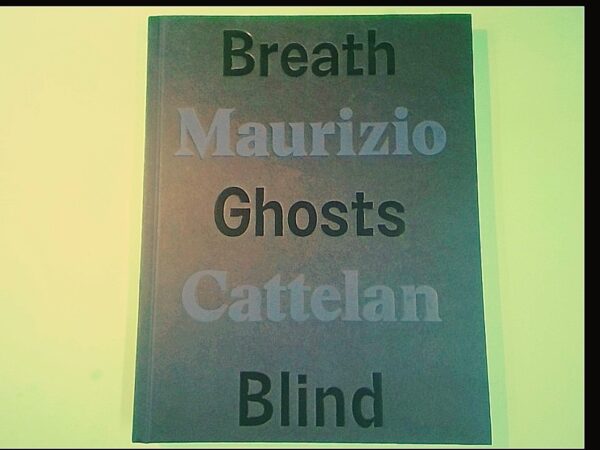 Breath
Maurizio
Ghosts
Cattelan
Blind